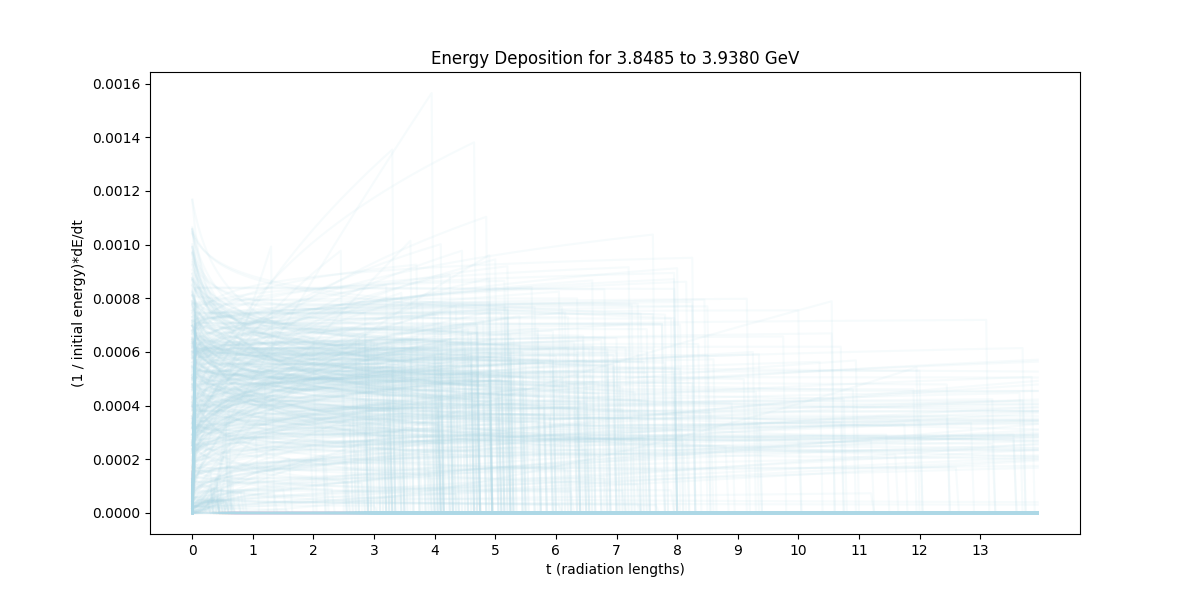 Energy Deposition for 3.8485 to 3.9380 GeV
(1 / initial energy)*dE/dt
0.0016
0.0014
0.0012
0.0010
0.0008
0.0006
0.0004
0.0002
0.0000
0 1 2 3 4 5 6 7 8 9 10 11 12 13
t (radiation lengths)